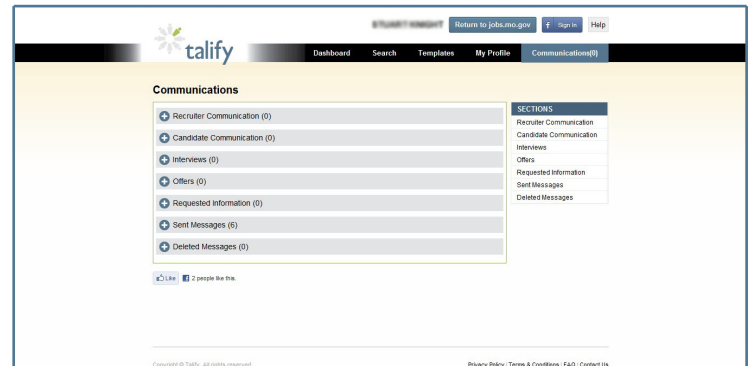 Return to jobs.mo.gov
f Sign In
Help
talify
Dashboard Search Templates My Profile Communications(0)
Communications
Recruiter Communication (0)
Candidate Communication (0)
Interviews (0)
Offers (0)
Requested Information (0)
Sent Messages (6)
Deleted Messages (0)
SECTIONS
Recruiter Communication
Candidate Communication
Interviews
Offers
Requested Information
Sent Messages
Deleted Messages
Like f 2 people like this.
Copyright © Talify. All rights reserved.
Privacy Policy | Terms & Conditions | FAQ | Contact Us